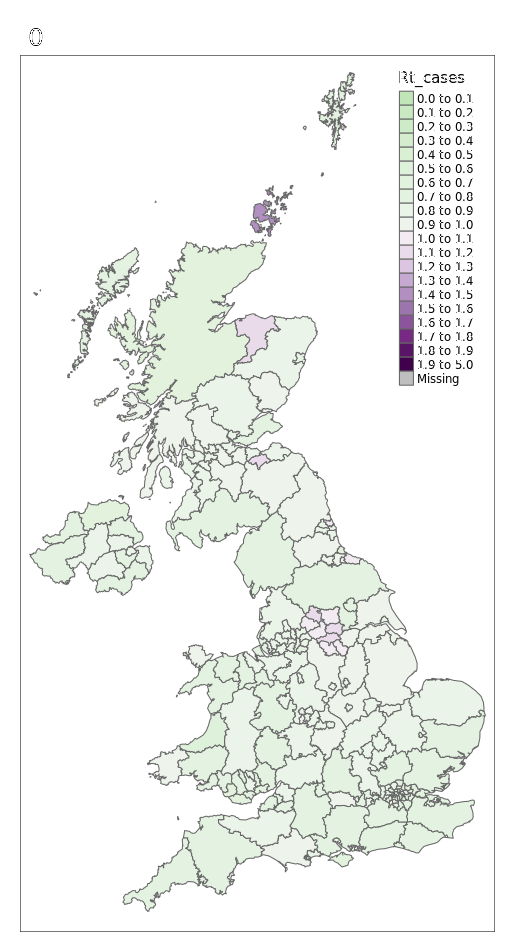 0
Rt_cases
0.0 to 0.1
0.1 to 0.2
0.2 to 0.3
0.3 to 0.4
0.4 to 0.5
0.5 to 0.6
0.6 to 0.7
0.7 to 0.8
0.8 to 0.9
0.9 to 1.0
1.0 to 1.1
1.1 to 1.2
1.2 to 1.3
1.3 to 1.4
1.4 to 1.5
1.5 to 1.6
1.6 to 1.7
1.7 to 1.8
1.8 to 1.9
1.9 to 5.0
Missing